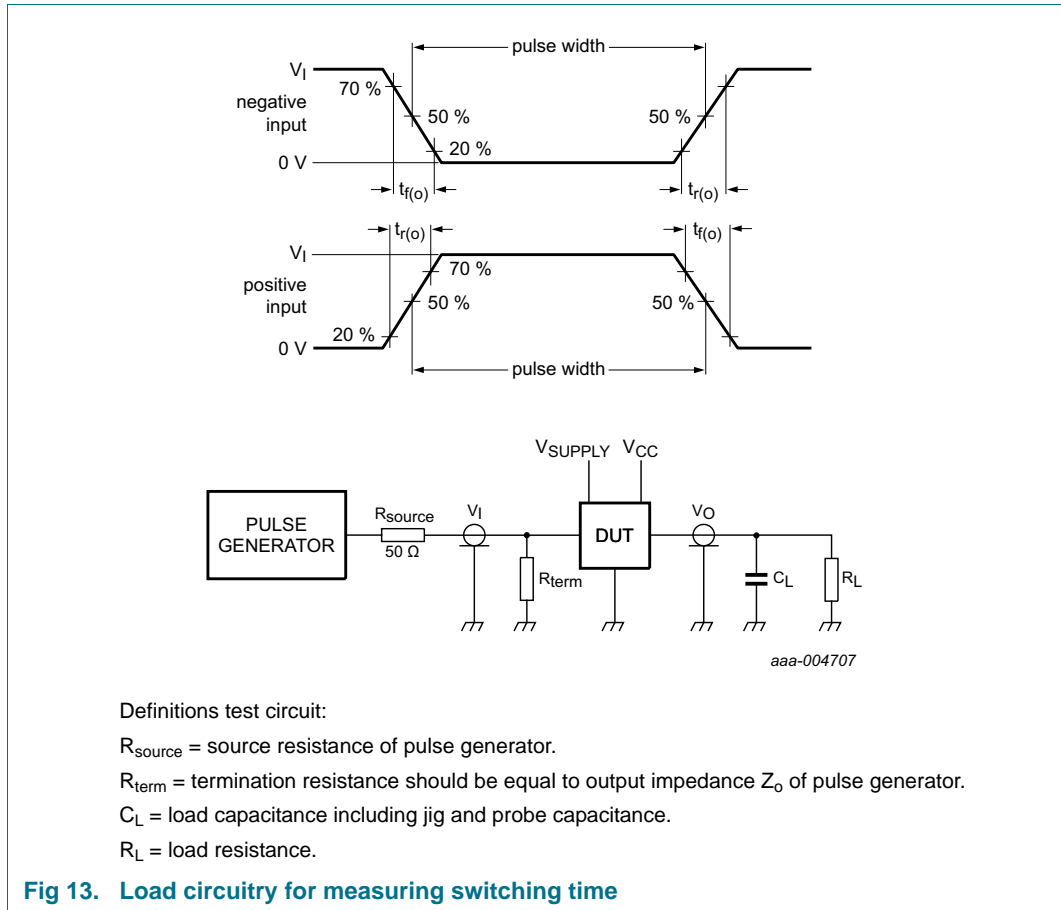 pulse width
VI
70 %
negative
input
50 %
50 %
20 %
0 V
tf(o)
tr(o)
tr(o)
tf(o)
VI
70 %
positive
input
50 %
50 %
20 %
0 V
pulse width
VSUPPLY VCC
PULSE
GENERATOR
Rsource
50 Ω
VI
Rterm
DUT
VO
CL
RL
aaa-004707
Definitions test circuit:
Rsource = source resistance of pulse generator.
Rterm = termination resistance should be equal to output impedance Zo of pulse generator.
CL = load capacitance including jig and probe capacitance.
RL = load resistance.
Fig 13. Load circuitry for measuring switching time